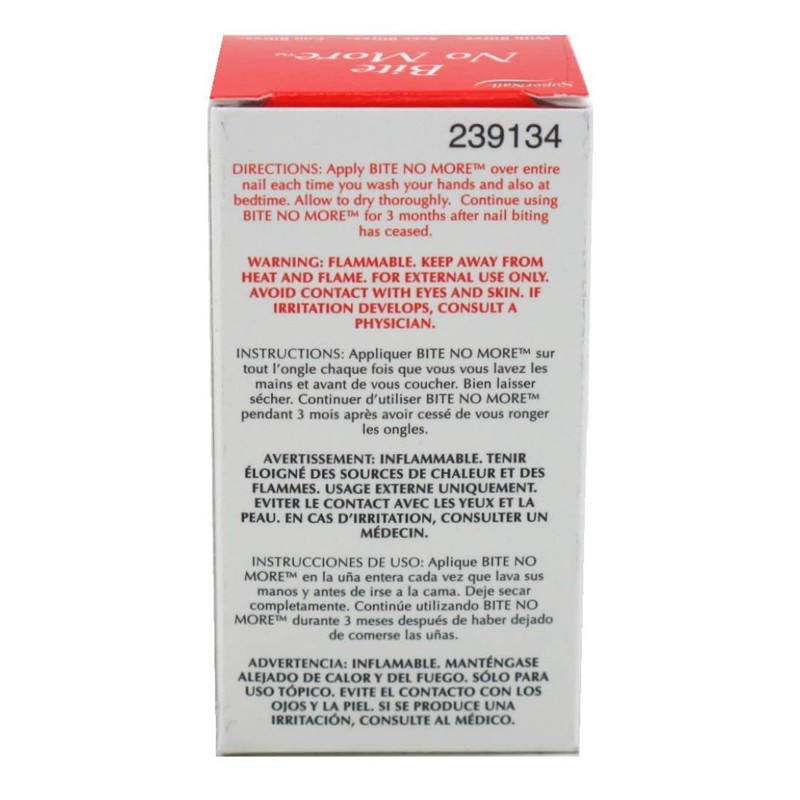 With Bitrex. Avec Bitrex. Con Bitrex.
Bite
No More™
SuperNail
239134
DIRECTIONS: Apply BITE NO MORE™ over entire
nail each time you wash your hands and also at
bedtime. Allow to dry thoroughly. Continue using
BITE NO MORE™ for 3 months after nail biting
has ceased.
WARNING: FLAMMABLE. KEEP AWAY FROM
HEAT AND FLAME. FOR EXTERNAL USE ONLY.
AVOID CONTACT WITH EYES AND SKIN. IF
IRRITATION DEVELOPS, CONSULT A
PHYSICIAN.
INSTRUCTIONS: Appliquer BITE NO MORE™ sur
tout l'ongle chaque fois que vous vous lavez les
mains et avant de vous coucher. Bien laisser
sécher. Continuer d'utiliser BITE NO MORE™
pendant 3 mois après avoir cessé de vous ronger
les ongles.
AVERTISSEMENT: INFLAMMABLE. TENIR
ÉLOIGNÉ DES SOURCES DE CHALEUR ET DES
FLAMMES. USAGE EXTERNE UNIQUEMENT.
EVITER LE CONTACT AVEC LES YEUX ET LA
PEAU. EN CAS D'IRRITATION, CONSULTER UN
MÉDECIN.
INSTRUCCIONES DE USO: Aplique BITE NO
MORE™ en la uña entera cada vez que lava sus
manos y antes de irse a la cama. Deje secar
completamente. Continúe utilizando BITE NO
MORE™ durante 3 meses después de haber dejado
de comerse las uñas.
ADVERTENCIA: INFLAMABLE. MANTÉNGASE
ALEJADO DE CALOR Y DEL FUEGO. SÓLO PARA
USO TÓPICO. EVITE EL CONTACTO CON LOS
OJOS Y LA PIEL. SI SE PRODUCE UNA
IRRITACIÓN, CONSULTE AL MÉDICO.